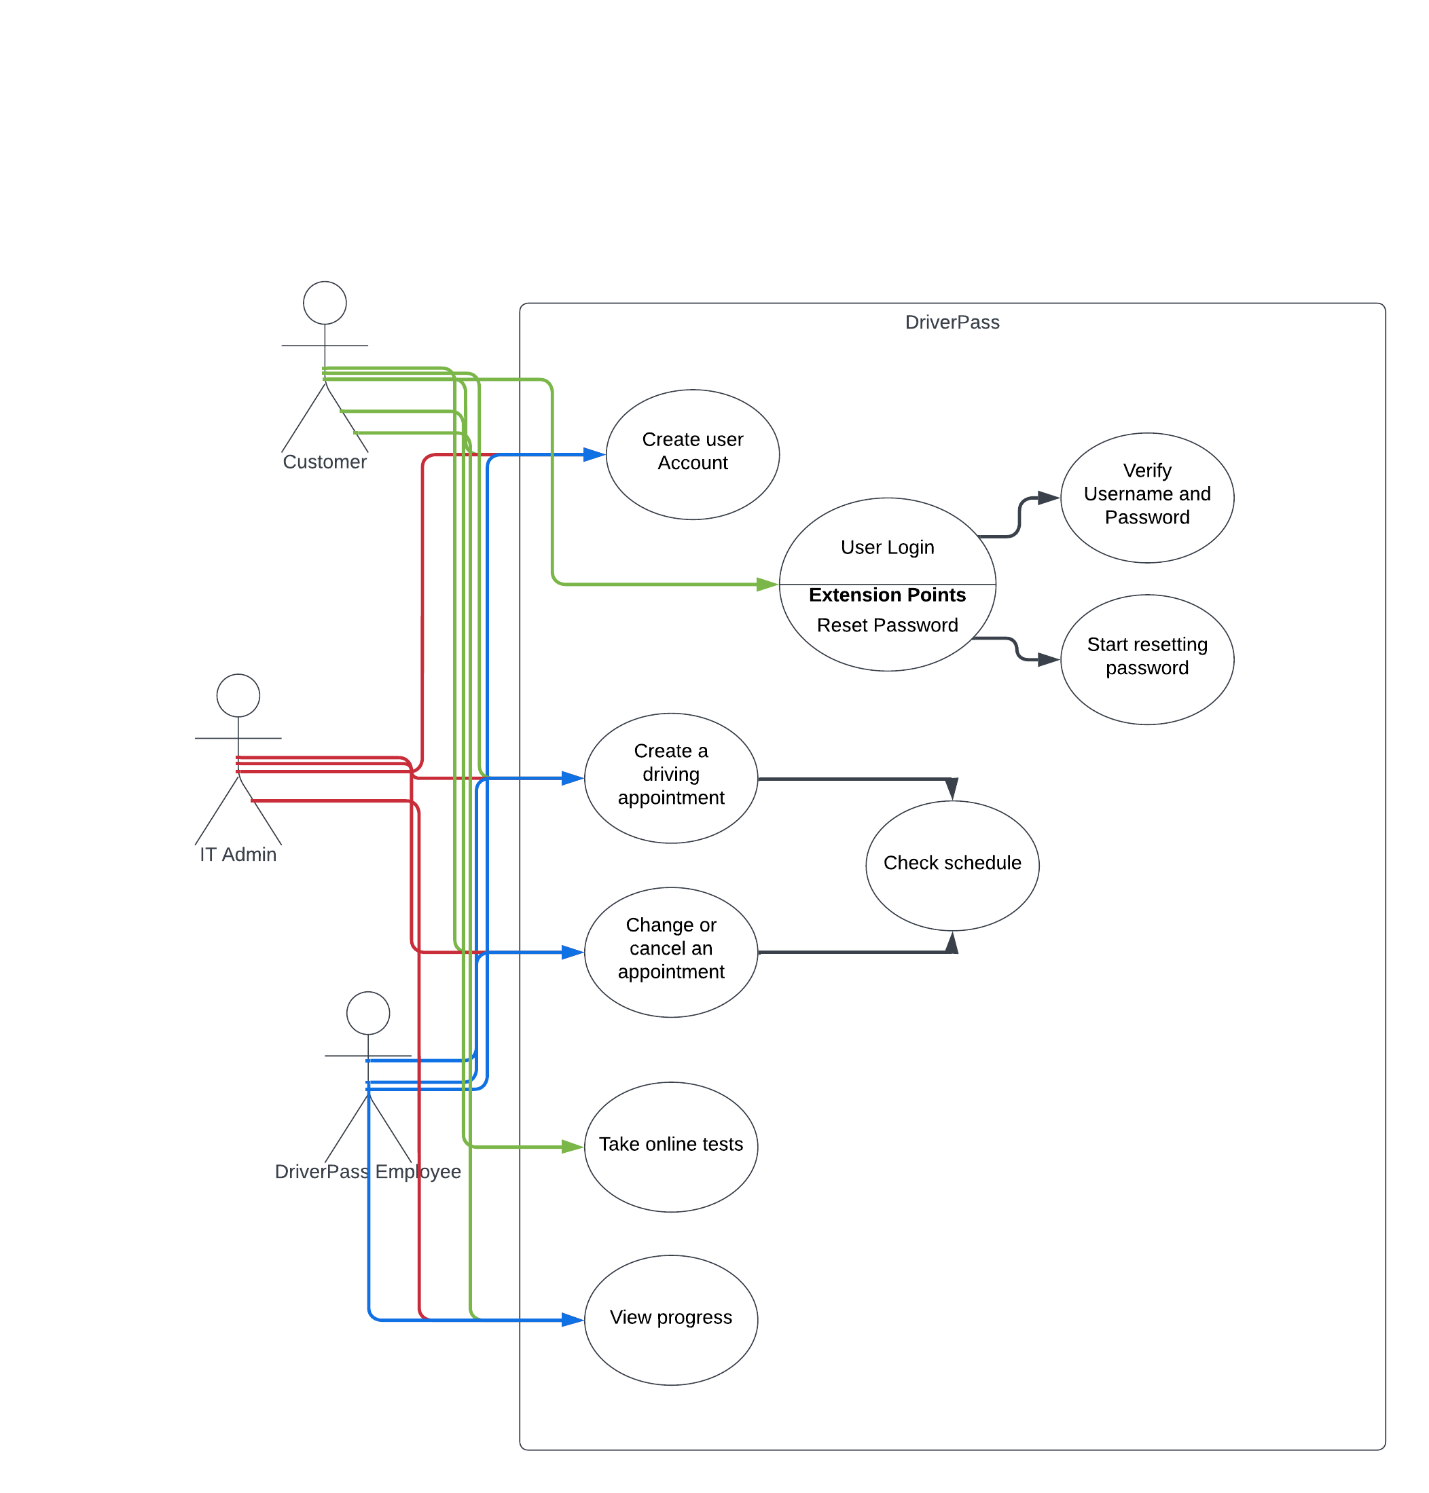 DriverPass
Customer
Create user
Account
Verify
Username and
Password
User Login
Extension Points
Reset Password
Start resetting
password
Create a
driving
appointment
IT Admin
Check schedule
Change or
cancel an
appointment
Take online tests
DriverPass Employee
View progress